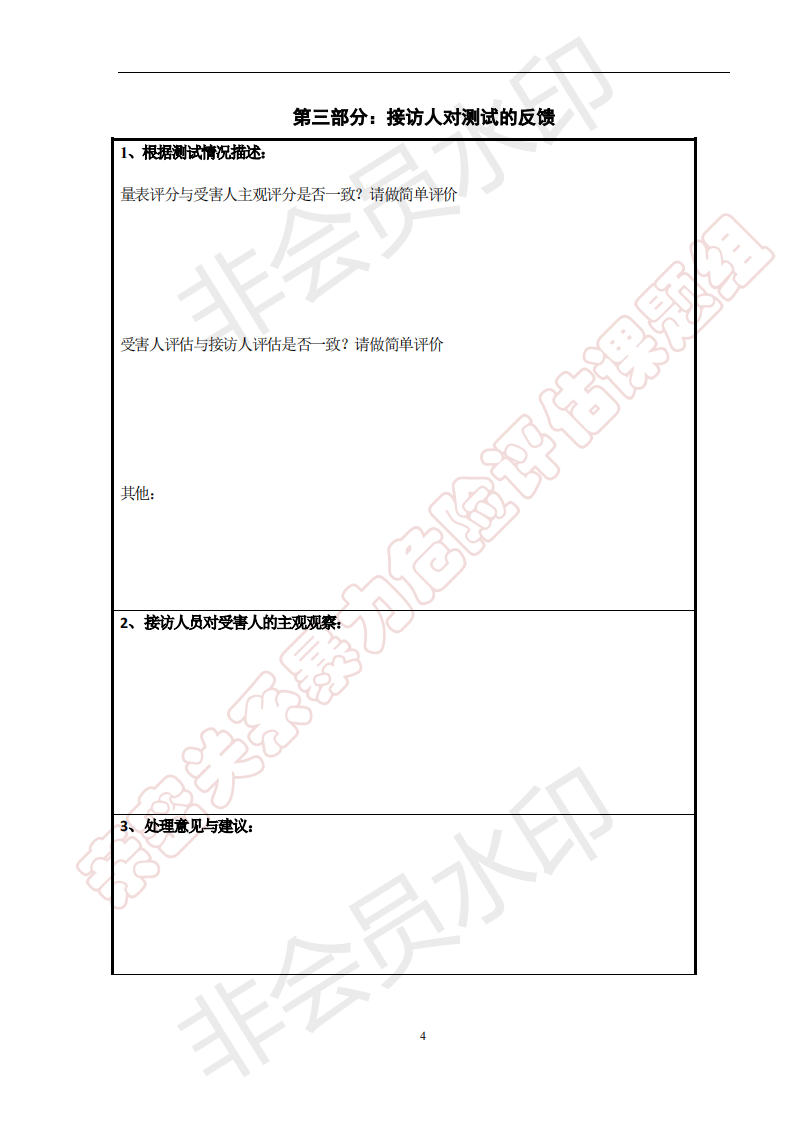 第三部分：接访人对测试的反馈
1、根据测试情况描述：
量表评分与受害人主观评分是否一致？请做简单评价
受害人评估与接访人评估是否一致？请做简单评价
其他：
2、接访人员对受害人的主观观察：
3、处理意见与建议：
4
非会员水印
亲密关系暴力危险评估课题组
非会员水印